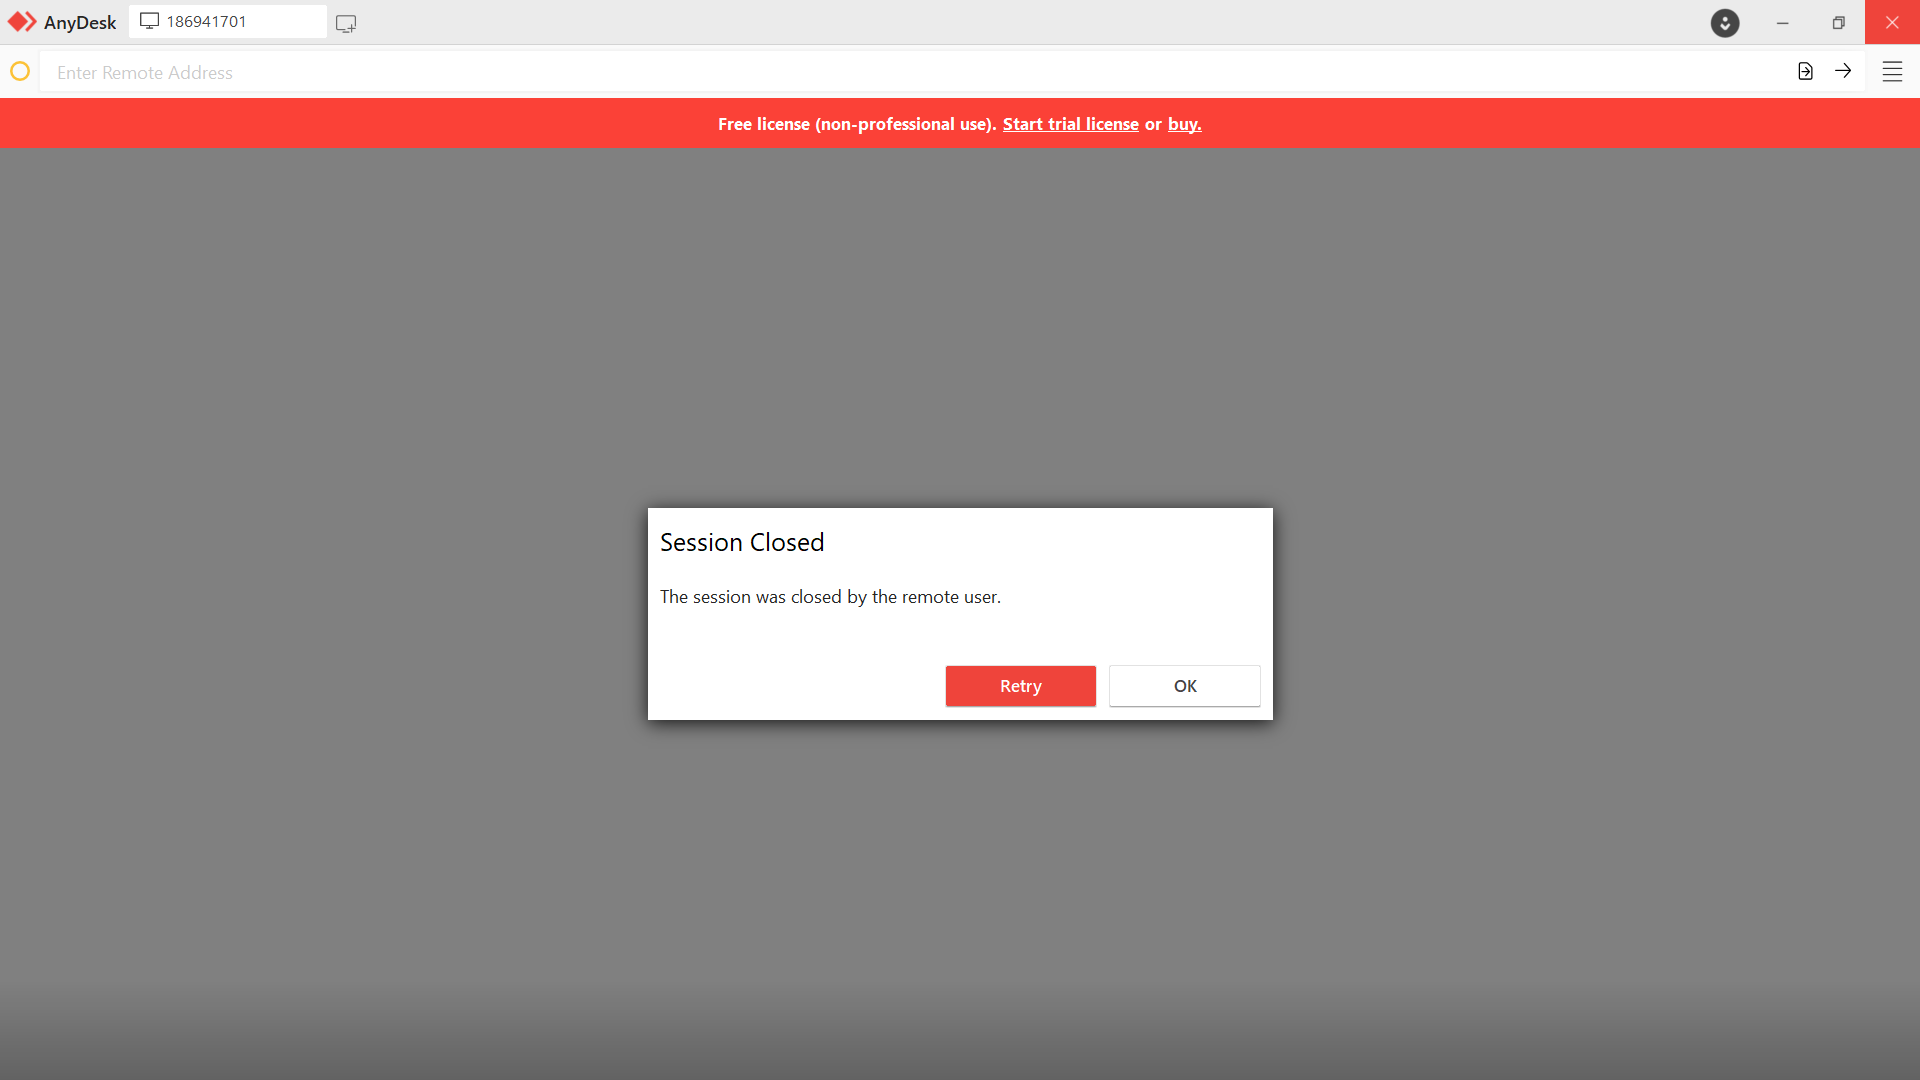 AnyDesk
186941701
Enter Remote Address
Free license (non-professional use). Start trial license or buy.
Session Closed
The session was closed by the remote user.
Retry
OK